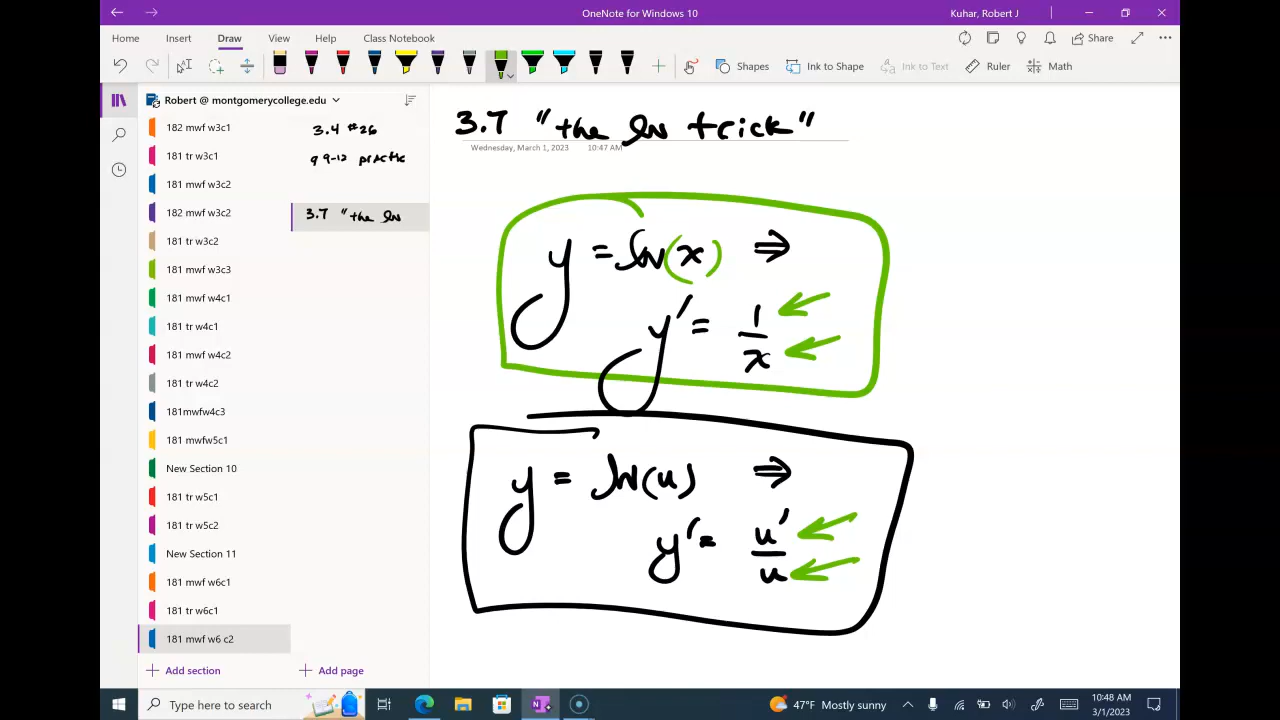 OneNote for Windows 10
Kuhar, Robert J
Home Insert Draw View Help Class Notebook
Share
Shapes Ink to Shape Ink to Text Ruler Math
Robert @ montgomerycollege.edu
182 mwf w3c1
181 tr w3c1
181 mwf w3c2
182 mwf w3c2
181 tr w3c2
181 mwf w3c3
181 mwf w4c1
181 tr w4c1
181 mwf w4c2
181 tr w4c2
181mwfw4c3
181 mwfw5c1
New Section 10
181 tr w5c1
181 tr w5c2
New Section 11
181 mwf w6c1
181 tr w6c1
181 mwf w6 c2
Add section
3.4 #26
9-12 practic
3.7 "the ln
Add page
3.7 "the ln trick"
Wednesday, March 1, 2023 10:47 AM
y = ln(x) ⇒
y' = 1/x
y = ln(u) ⇒
y' = u'/u
Type here to search
47°F Mostly sunny
10:48 AM
3/1/2023